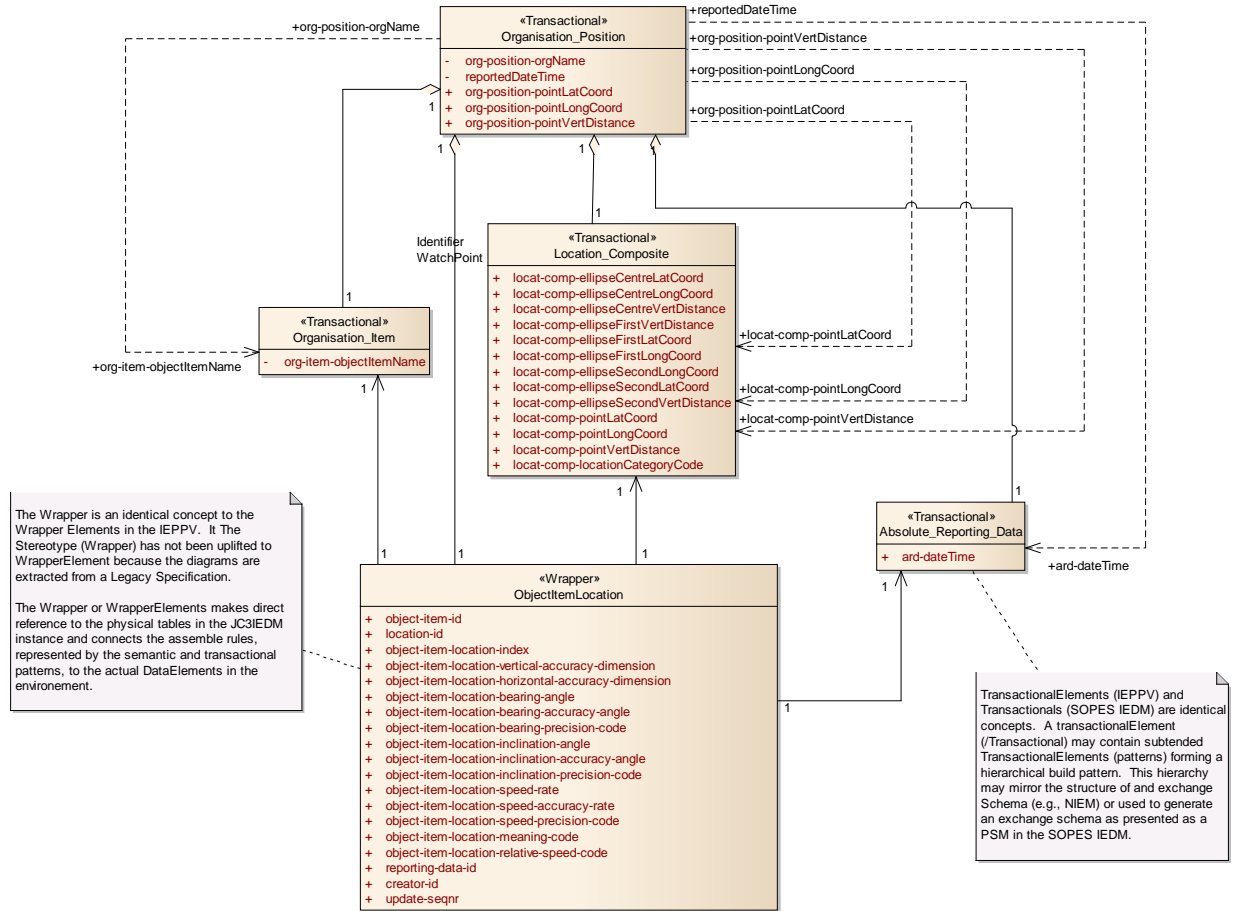 +org-position-orgName
«Transactional»
Organisation_Position
- org-position-orgName
- reportedDateTime
+ org-position-pointLatCoord
+ org-position-pointLongCoord
+ org-position-pointVertDistance
+reportedDateTime
+org-position-pointVertDistance
+org-position-pointLongCoord
+org-position-pointLatCoord
1
1
1
1
1
Identifier
WatchPoint
«Transactional»
Location_Composite
+ locat-comp-ellipseCentreLatCoord
+ locat-comp-ellipseCentreLongCoord
+ locat-comp-ellipseCentreVertDistance
+ locat-comp-ellipseFirstVertDistance
+ locat-comp-ellipseFirstLatCoord
+ locat-comp-ellipseFirstLongCoord
+ locat-comp-ellipseSecondLongCoord
+ locat-comp-ellipseSecondLatCoord
+ locat-comp-ellipseSecondVertDistance
+ locat-comp-pointLatCoord
+ locat-comp-pointLongCoord
+ locat-comp-pointVertDistance
+ locat-comp-locationCategoryCode
1
«Transactional»
Organisation_Item
- org-item-objectItemName
+org-item-objectItemName
1
+locat-comp-pointLatCoord
+locat-comp-pointLongCoord
+locat-comp-pointVertDistance
1
1
«Transactional»
Absolute_Reporting_Data
+ ard-dateTime
+ard-dateTime
1
The Wrapper is an identical concept to the
Wrapper Elements in the IEPPV. It The
Stereotype (Wrapper) has not been uplifted to
WrapperElement because the diagrams are
extracted from a Legacy Specification.
The Wrapper or WrapperElements makes direct
reference to the physical tables in the JC3IEDM
instance and connects the assemble rules,
represented by the semantic and transactional
patterns, to the actual DataElements in the
environement.
1
1
1
«Wrapper»
ObjectItemLocation
+ object-item-id
+ location-id
+ object-item-location-index
+ object-item-location-vertical-accuracy-dimension
+ object-item-location-horizontal-accuracy-dimension
+ object-item-location-bearing-angle
+ object-item-location-bearing-accuracy-angle
+ object-item-location-bearing-precision-code
+ object-item-location-inclination-angle
+ object-item-location-inclination-accuracy-angle
+ object-item-location-inclination-precision-code
+ object-item-location-speed-rate
+ object-item-location-speed-accuracy-rate
+ object-item-location-speed-precision-code
+ object-item-location-meaning-code
+ object-item-location-relative-speed-code
+ reporting-data-id
+ creator-id
+ update-seqnr
1
TransactionalElements (IEPPV) and
Transactionals (SOPES IEDM) are identical
concepts. A transactionalElement
(/Transactional) may contain subtended
TransactionalElements (patterns) forming a
hierarchical build pattern. This hierarchy
may mirror the structure of and exchange
Schema (e.g., NIEM) or used to generate
an exchange schema as presented as a
PSM in the SOPES IEDM.